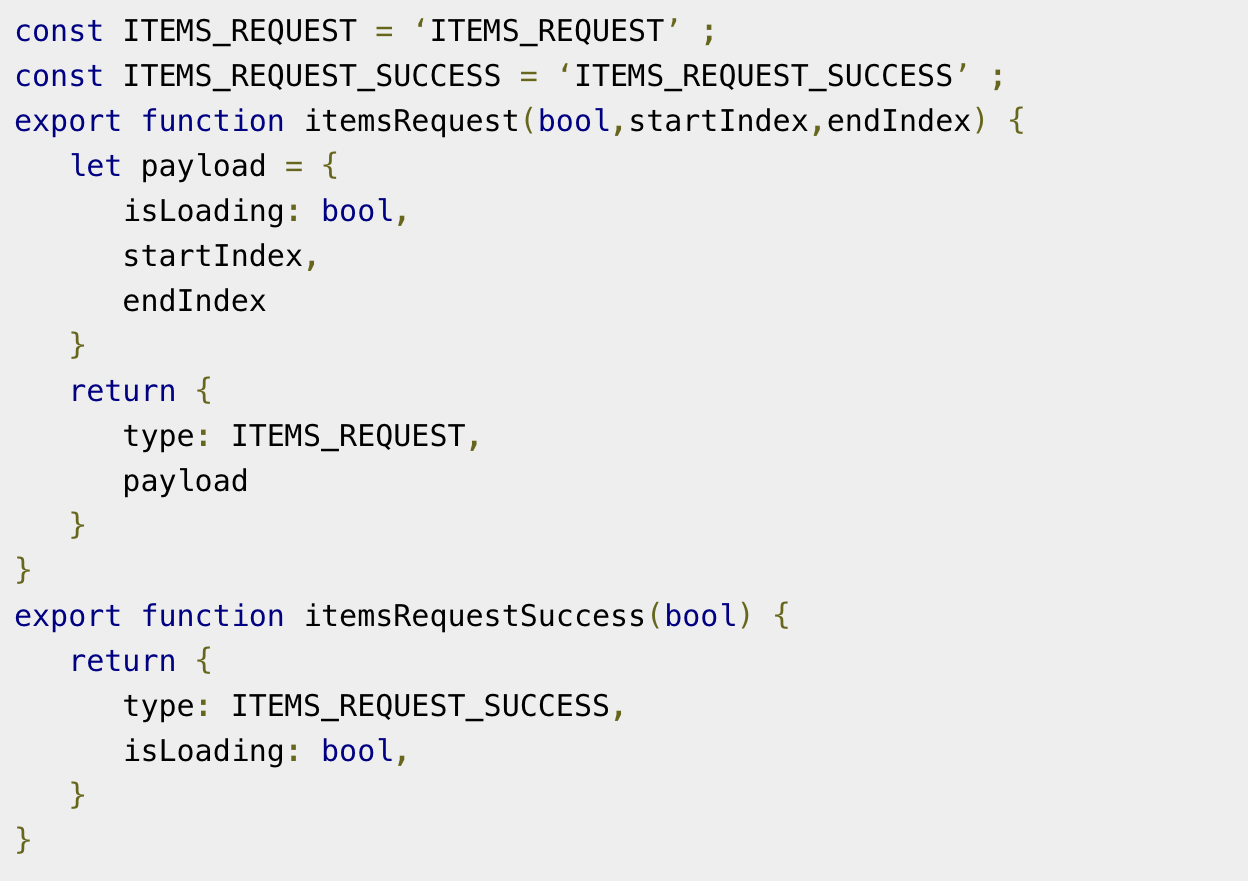 const ITEMS_REQUEST = ‘ITEMS_REQUEST’ ;
const ITEMS_REQUEST_SUCCESS = ‘ITEMS_REQUEST_SUCCESS’ ;
export function itemsRequest(bool,startIndex,endIndex) {
   let payload = {
      isLoading: bool,
      startIndex,
      endIndex
   }
   return {
      type: ITEMS_REQUEST,
      payload
   }
}
export function itemsRequestSuccess(bool) {
   return {
      type: ITEMS_REQUEST_SUCCESS,
      isLoading: bool,
   }
}